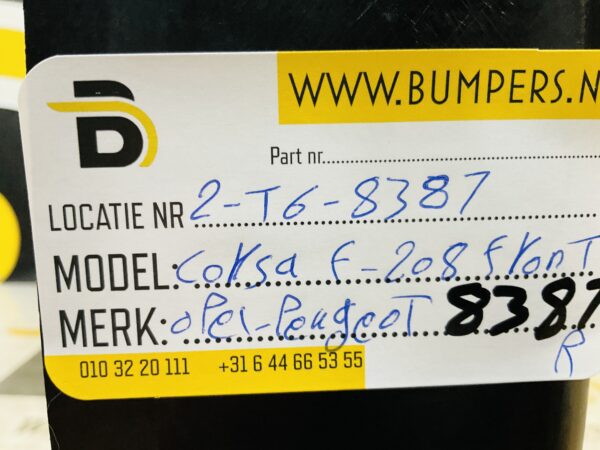 WWW.BUMPERS.N
Part nr
LOCATIE NR 2-T6-8387
MODEL: Corsa F-208 front
MERK: opel-Peugeot 8387
R
010 32 20 111 +31 6 44 66 53 55